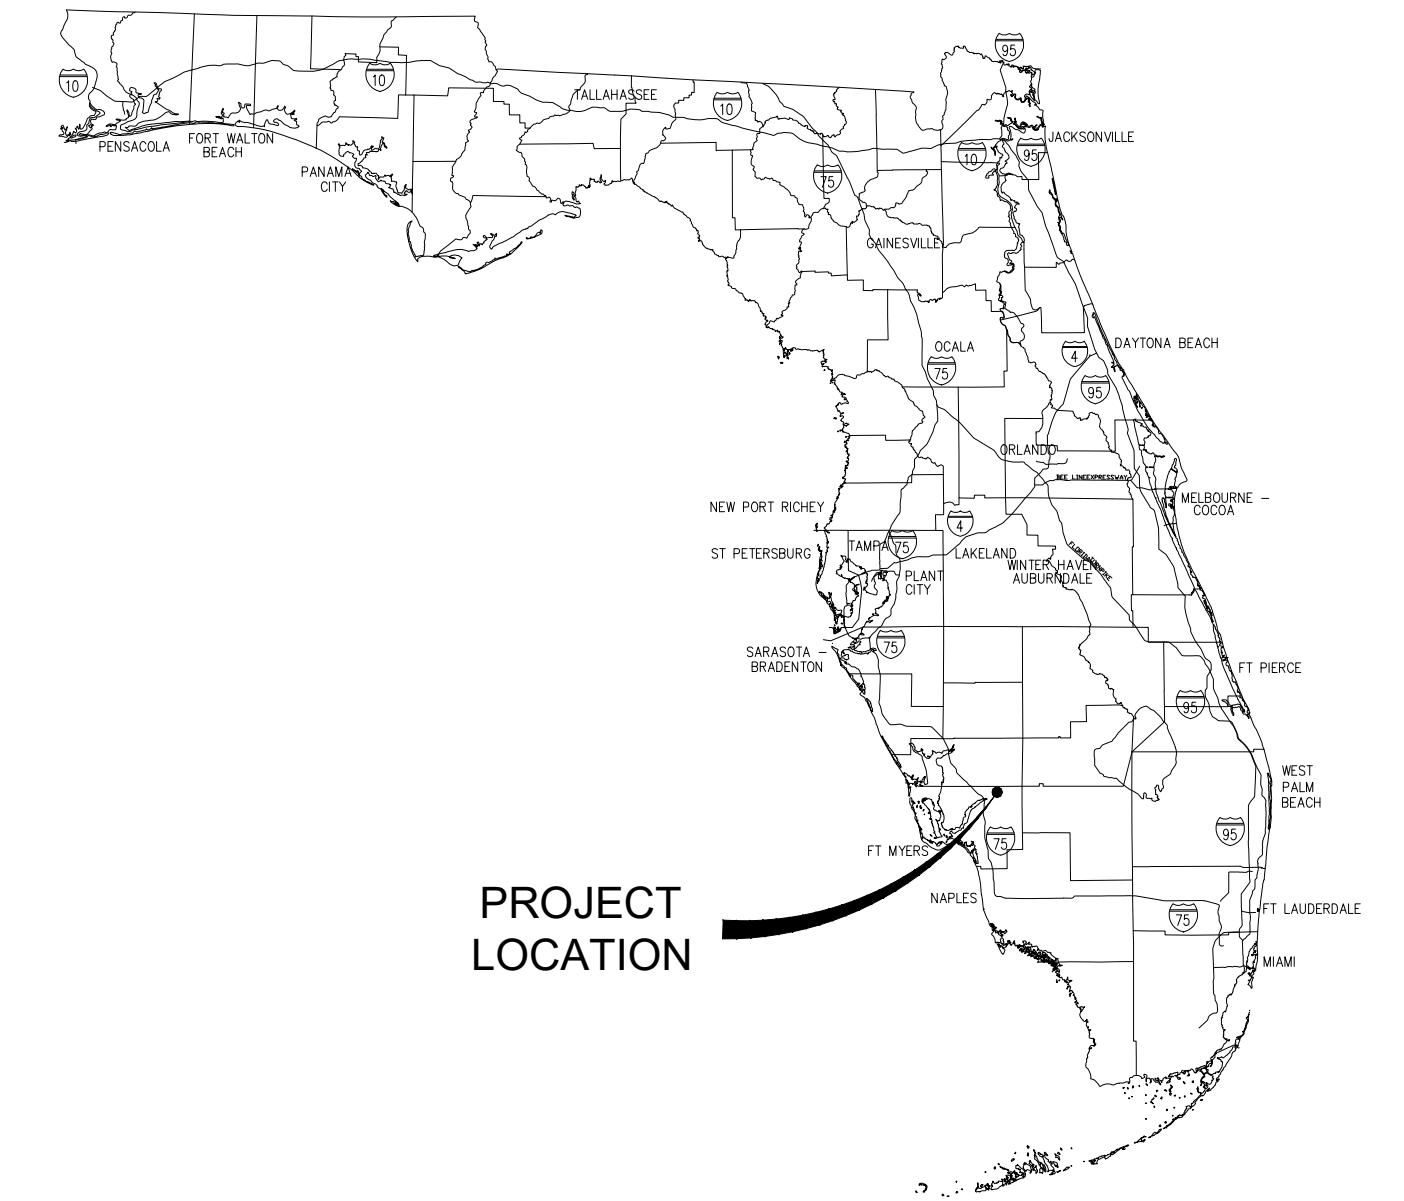 95
10
10
TALLAHASSEE
10
PENSACOLA
FORT WALTON
BEACH
JACKSONVILLE
10
95
PANAMA
CITY
75
GAINESVILLE
DAYTONA BEACH
4
OCALA
75
95
ORLANDO
BEE LINEEXPRESSWAY
NEW PORT RICHEY
MELBOURNE –
COCOA
4
ST PETERSBURG
TAMPA
75
LAKELAND
WINTER HAVEN
AUBURNDALE
FLORIDA TURNPIKE
PLANT
CITY
75
SARASOTA –
BRADENTON
FT PIERCE
95
WEST
PALM
BEACH
95
75
FT MYERS
NAPLES
PROJECT
LOCATION
75
FT LAUDERDALE
MIAMI